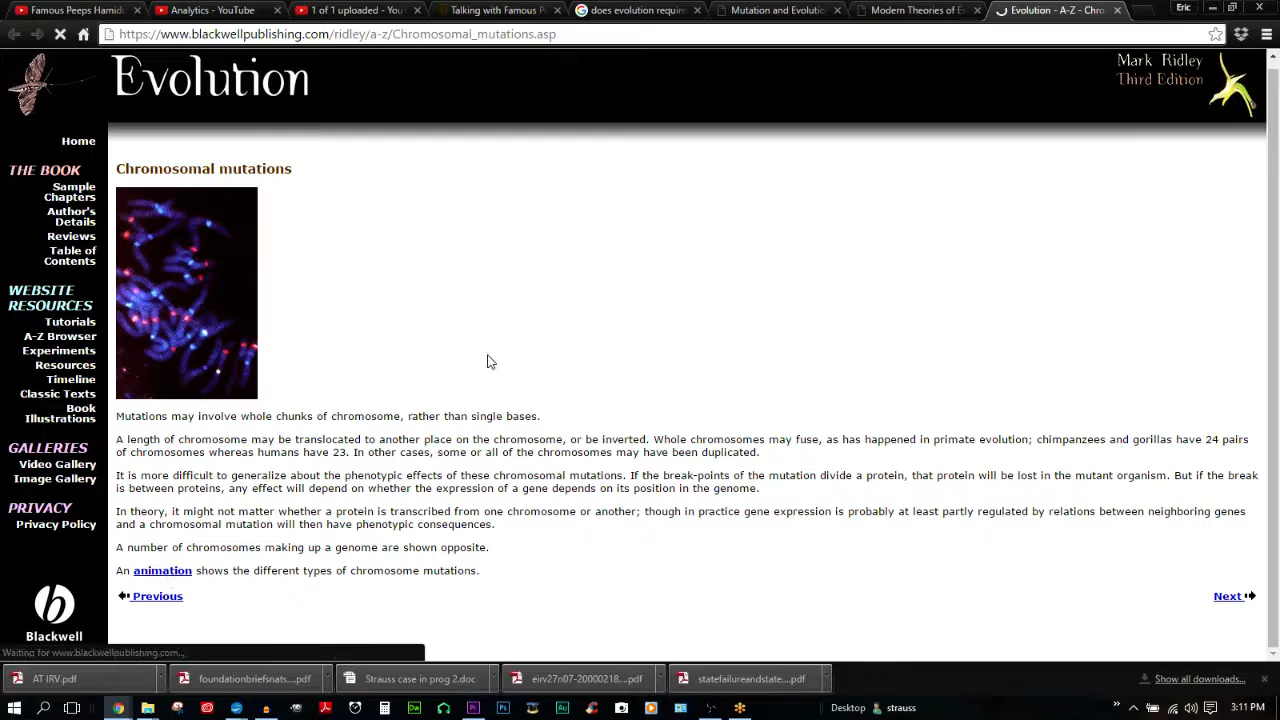 Famous Peeps Hamid
Analytics - YouTube
1 of 1 uploaded - YouT
Talking with Famous P
does evolution require
Mutation and Evolutio
Modern Theories of Ev
Evolution - A-Z - Chro
Eric
https://www.blackwellpublishing.com/ridley/a-z/Chromosomal_mutations.asp
Evolution
Mark Ridley
Third Edition
Home
THE BOOK
Sample
Chapters
Author's
Details
Reviews
Table of
Contents
WEBSITE
RESOURCES
Tutorials
A-Z Browser
Experiments
Resources
Timeline
Classic Texts
Book
Illustrations
GALLERIES
Video Gallery
Image Gallery
PRIVACY
Privacy Policy
b
Blackwell
Chromosomal mutations
Mutations may involve whole chunks of chromosome, rather than single bases.
A length of chromosome may be translocated to another place on the chromosome, or be inverted. Whole chromosomes may fuse, as has happened in primate evolution; chimpanzees and gorillas have 24 pairs
of chromosomes whereas humans have 23. In other cases, some or all of the chromosomes may have been duplicated.
It is more difficult to generalize about the phenotypic effects of these chromosomal mutations. If the break-points of the mutation divide a protein, that protein will be lost in the mutant organism. But if the break
is between proteins, any effect will depend on whether the expression of a gene depends on its position in the genome.
In theory, it might not matter whether a protein is transcribed from one chromosome or another; though in practice gene expression is probably at least partly regulated by relations between neighboring genes
and a chromosomal mutation will then have phenotypic consequences.
A number of chromosomes making up a genome are shown opposite.
An animation shows the different types of chromosome mutations.
Previous
Next
Waiting for www.blackwellpublishing.com...
AT IRV.pdf
foundationbriefsnats....pdf
Strauss case in prog 2.doc
eirv27n07-20000218....pdf
statefailureandstate....pdf
Show all downloads...
Desktop
strauss
3:11 PM